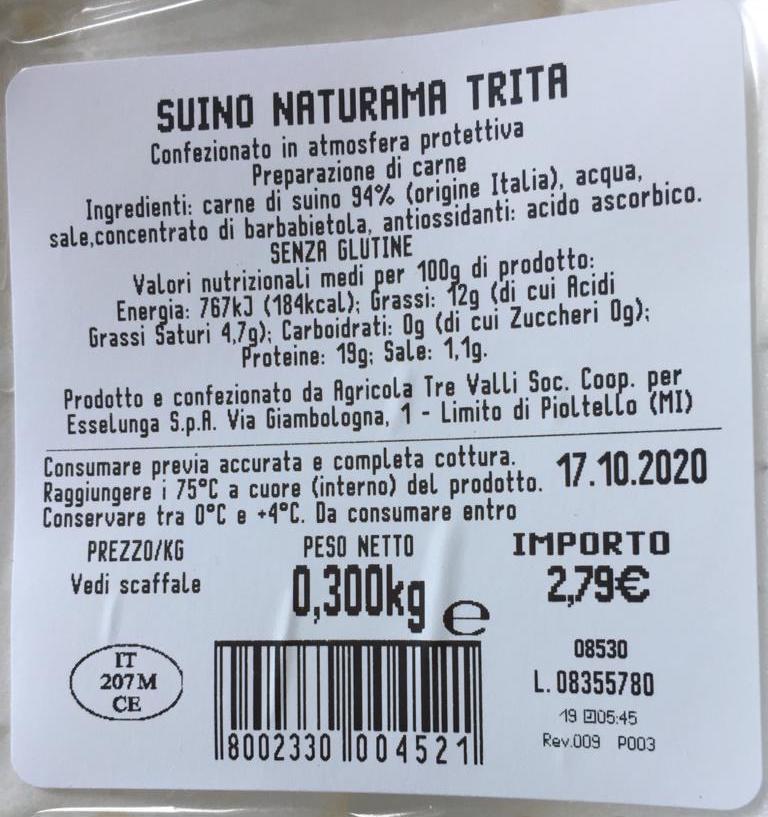 SUINO NATURAMA TRITA
Confezionato in atmosfera protettiva
Preparazione di carne
Ingredienti: carne di suino 94% (origine Italia), acqua,
sale,concentrato di barbabietola, antiossidanti: acido ascorbico.
SENZA GLUTINE
Valori nutrizionali medi per 100g di prodotto:
Energia: 767kJ (184kcal); Grassi: 12g (di cui Acidi
Grassi Saturi 4,7g); Carboidrati: 0g (di cui Zuccheri 0g);
Proteine: 19g; Sale: 1,1g.
Prodotto e confezionato da Agricola Tre Valli Soc. Coop. per
Esselunga S.p.A. Via Giambologna, 1 - Limito di Pioltello (MI)
Consumare previa accurata e completa cottura.
Raggiungere i 75°C a cuore (interno) del prodotto. 17.10.2020
Conservare tra 0°C e +4°C. Da consumare entro
PREZZO/KG PESO NETTO IMPORTO
Vedi scaffale 0,300kg e 2,79€
08530
IT
207 M
CE
L. 08355780
19 05:45
Rev.009 P003
8002330 004521